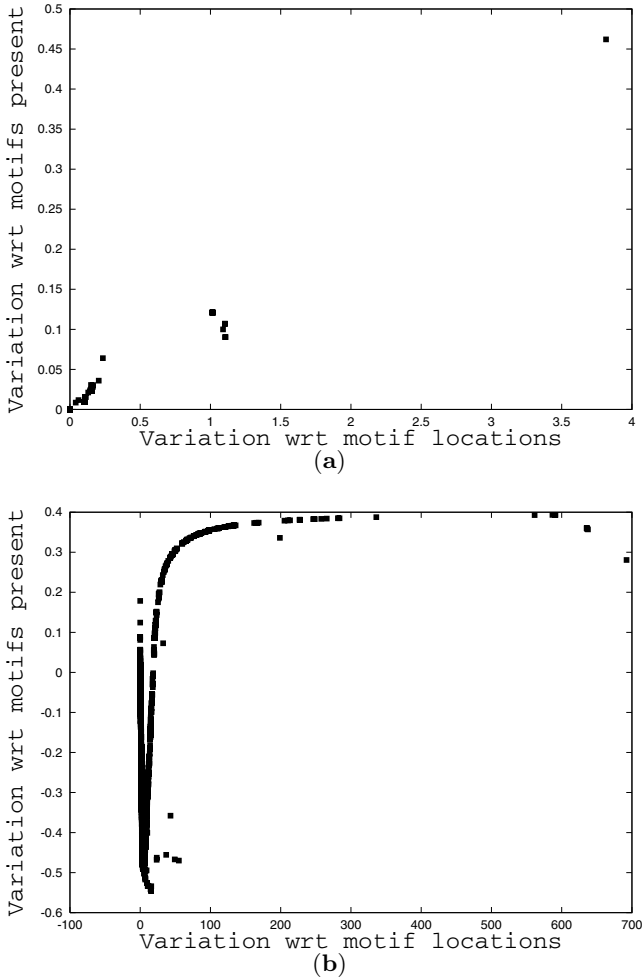 0.5
0.45
0.4
0.35
0.3
0.25
0.2
0.15
0.1
0.05
0
Variation wrt motifs present
0 0.5 1 1.5 2 2.5 3 3.5 4
Variation wrt motif locations
(a)
0.4
0.3
0.2
0.1
0
-0.1
-0.2
-0.3
-0.4
-0.5
-0.6
Variation wrt motifs present
-100 0 100 200 300 400 500 600 700
Variation wrt motif locations
(b)